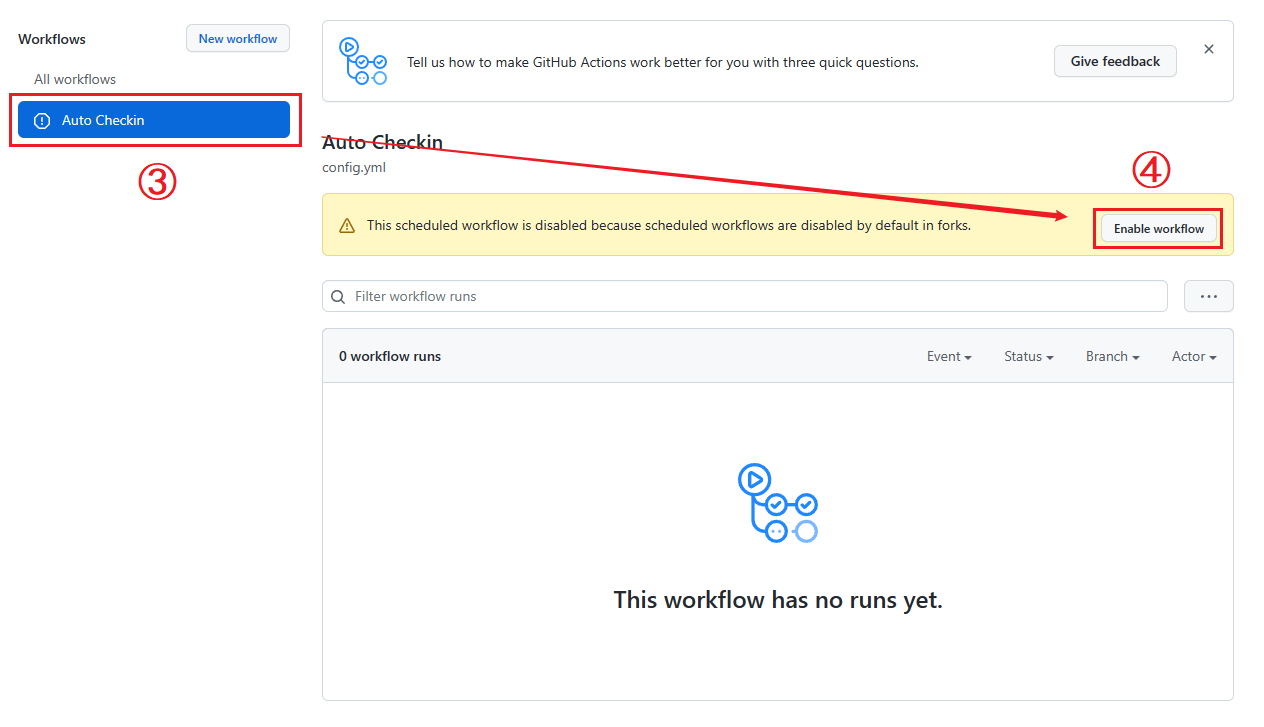 Workflows
New workflow
All workflows
Auto Checkin
③
Tell us how to make GitHub Actions work better for you with three quick questions.
Give feedback
Auto Checkin
config.yml
④
This scheduled workflow is disabled because scheduled workflows are disabled by default in forks.
Enable workflow
Filter workflow runs
0 workflow runs
Event
Status
Branch
Actor
This workflow has no runs yet.